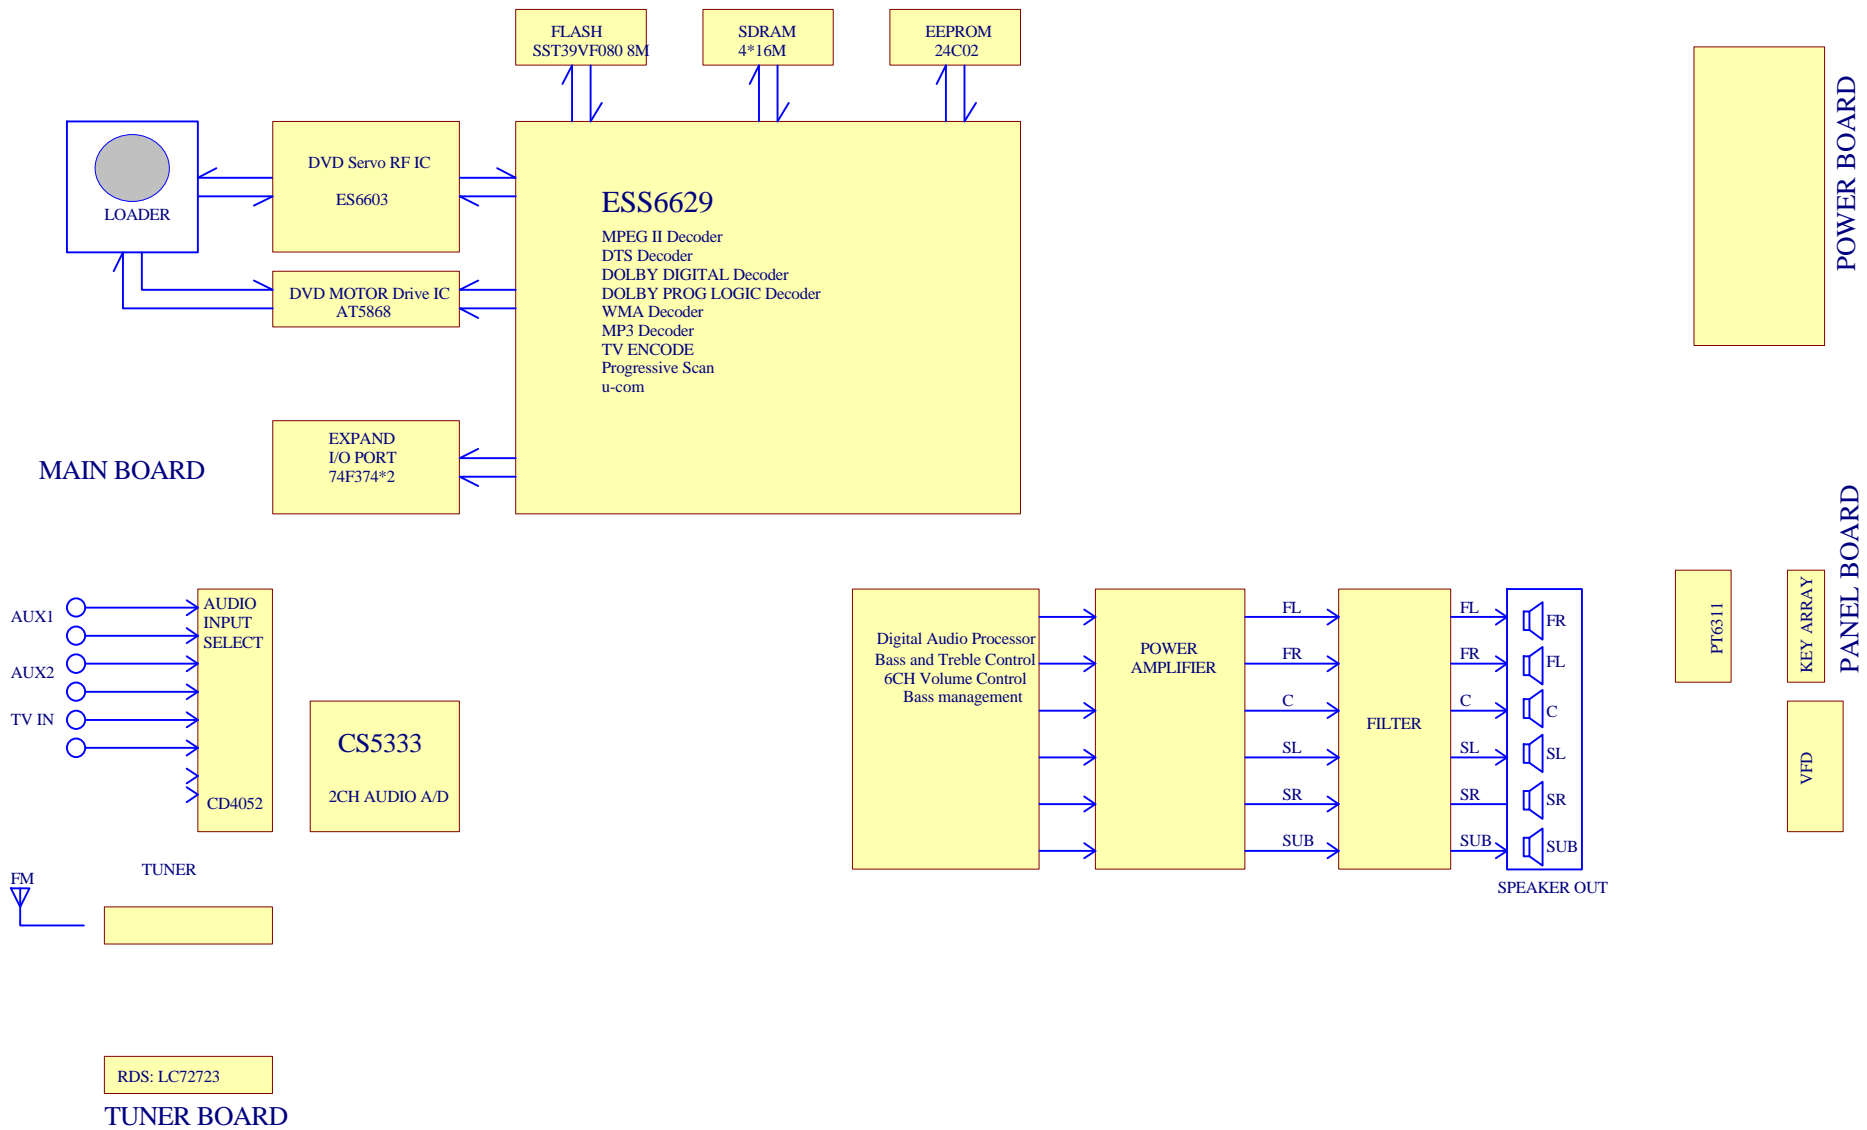 FLASH
SST39VF080 8M
SDRAM
4*16M
EEPROM
24C02
POWER BOARD
LOADER
DVD Servo RF IC
ES6603
DVD MOTOR Drive IC
AT5868
ESS6629
MPEG II Decoder
DTS Decoder
DOLBY DIGITAL Decoder
DOLBY PROG LOGIC Decoder
WMA Decoder
MP3 Decoder
TV ENCODE
Progressive Scan
u-com
EXPAND
I/O PORT
74F374*2
MAIN BOARD
AUX1
AUX2
TV IN
AUDIO
INPUT
SELECT
CD4052
CS5333
2CH AUDIO A/D
Digital Audio Processor
Bass and Treble Control
6CH Volume Control
Bass management
POWER
AMPLIFIER
FL
FR
C
SL
SR
SUB
FILTER
FL
FR
C
SL
SR
SUB
FR
FL
C
SL
SR
SUB
SPEAKER OUT
PT6311
KEY ARRAY
VFD
PANEL BOARD
FM
TUNER
RDS: LC72723
TUNER BOARD